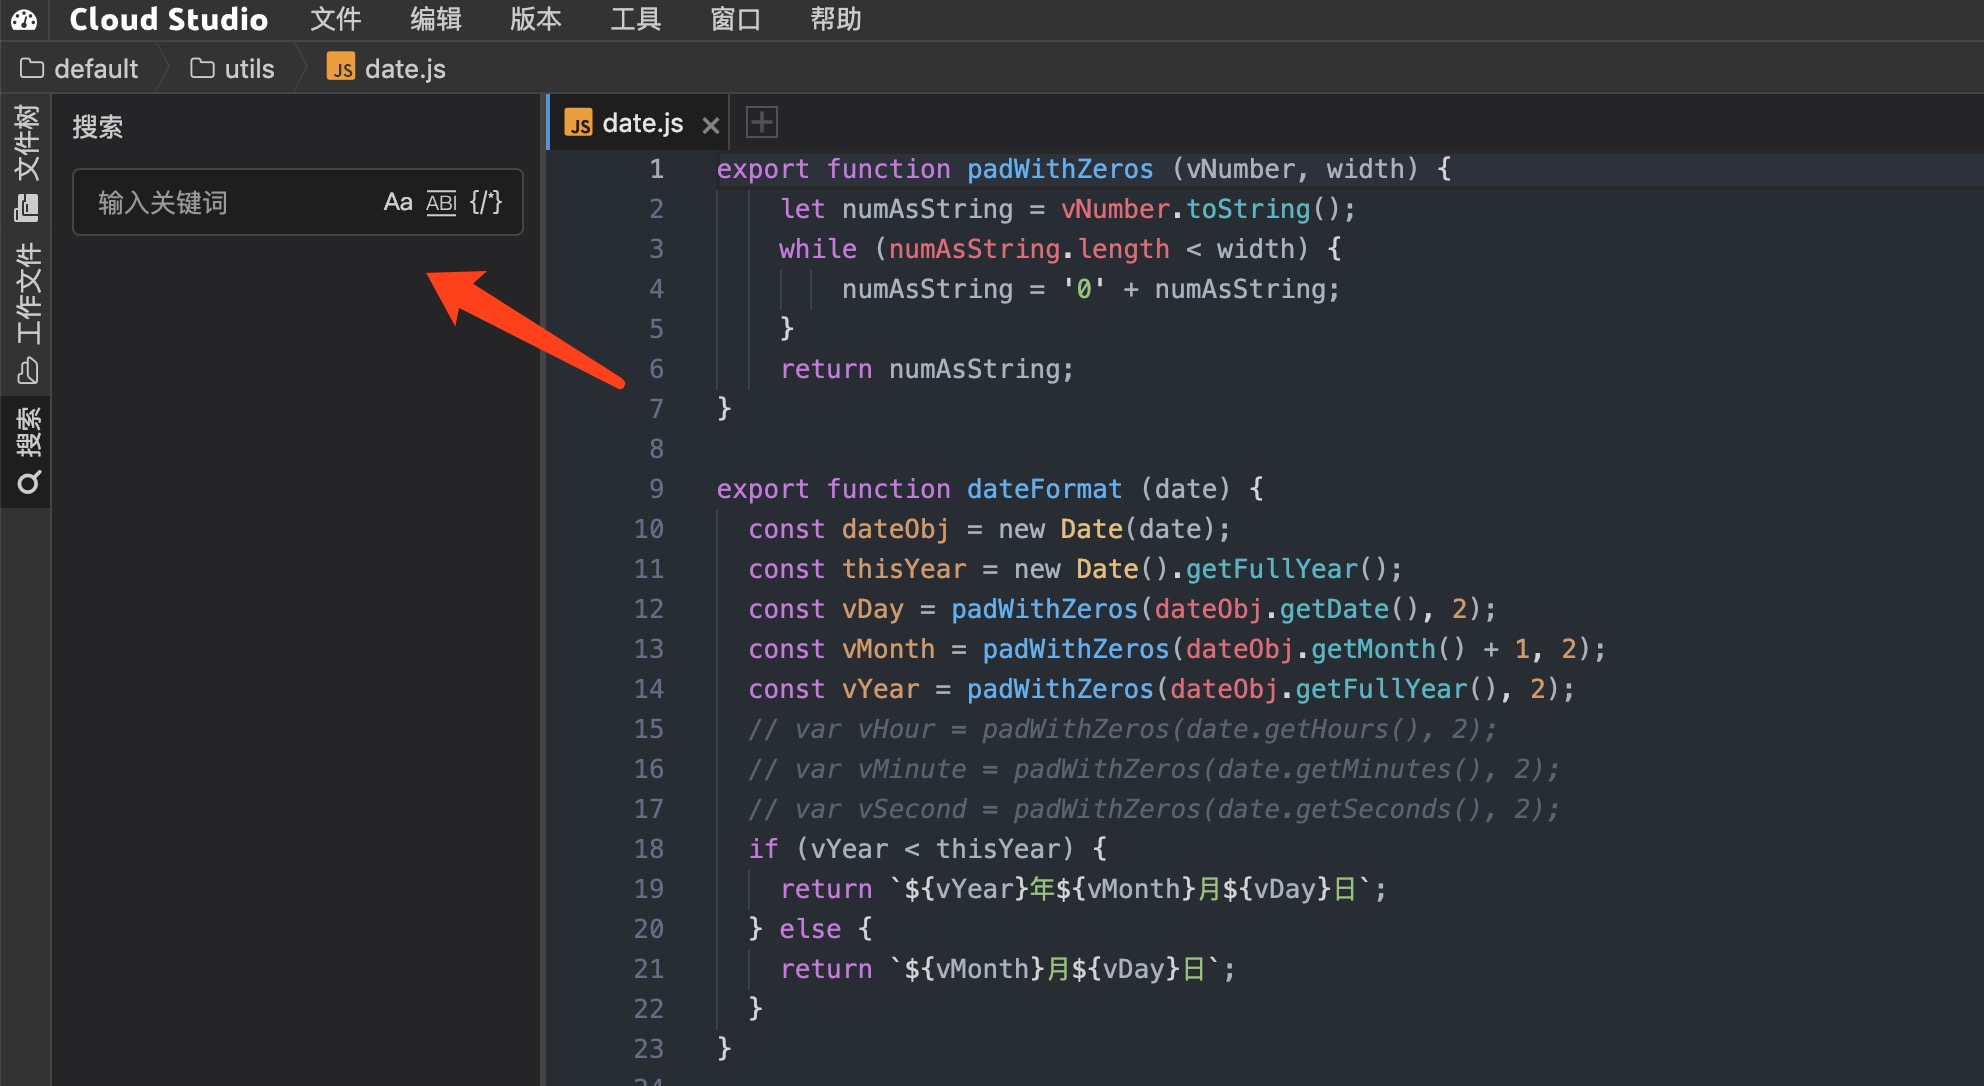 Cloud Studio 文件 编辑 版本 工具 窗口 帮助
default utils JS date.js
文件树
工作文件
搜索
搜索
输入关键词 Aa ABI {/*}
JS date.js ×
1 export function padWithZeros (vNumber, width) {
2 let numAsString = vNumber.toString();
3 while (numAsString.length < width) {
4 numAsString = '0' + numAsString;
5 }
6 return numAsString;
7 }
8
9 export function dateFormat (date) {
10 const dateObj = new Date(date);
11 const thisYear = new Date().getFullYear();
12 const vDay = padWithZeros(dateObj.getDate(), 2);
13 const vMonth = padWithZeros(dateObj.getMonth() + 1, 2);
14 const vYear = padWithZeros(dateObj.getFullYear(), 2);
15 // var vHour = padWithZeros(date.getHours(), 2);
16 // var vMinute = padWithZeros(date.getMinutes(), 2);
17 // var vSecond = padWithZeros(date.getSeconds(), 2);
18 if (vYear < thisYear) {
19 return `${vYear}年${vMonth}月${vDay}日`;
20 } else {
21 return `${vMonth}月${vDay}日`;
22 }
23 }
24